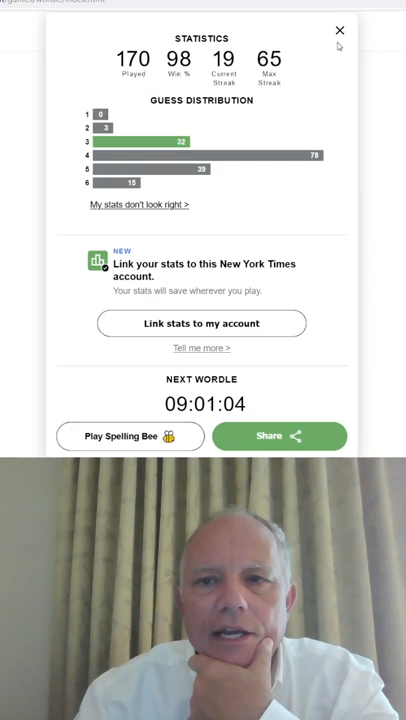 STATISTICS
170 98 19 65
Played Win % Current Streak Max Streak
GUESS DISTRIBUTION
1 0
2 3
3 32
4 78
5 39
6 15
My stats don't look right >
NEW
Link your stats to this New York Times
account.
Your stats will save wherever you play.
Link stats to my account
Tell me more >
NEXT WORDLE
09:01:04
Play Spelling Bee
Share